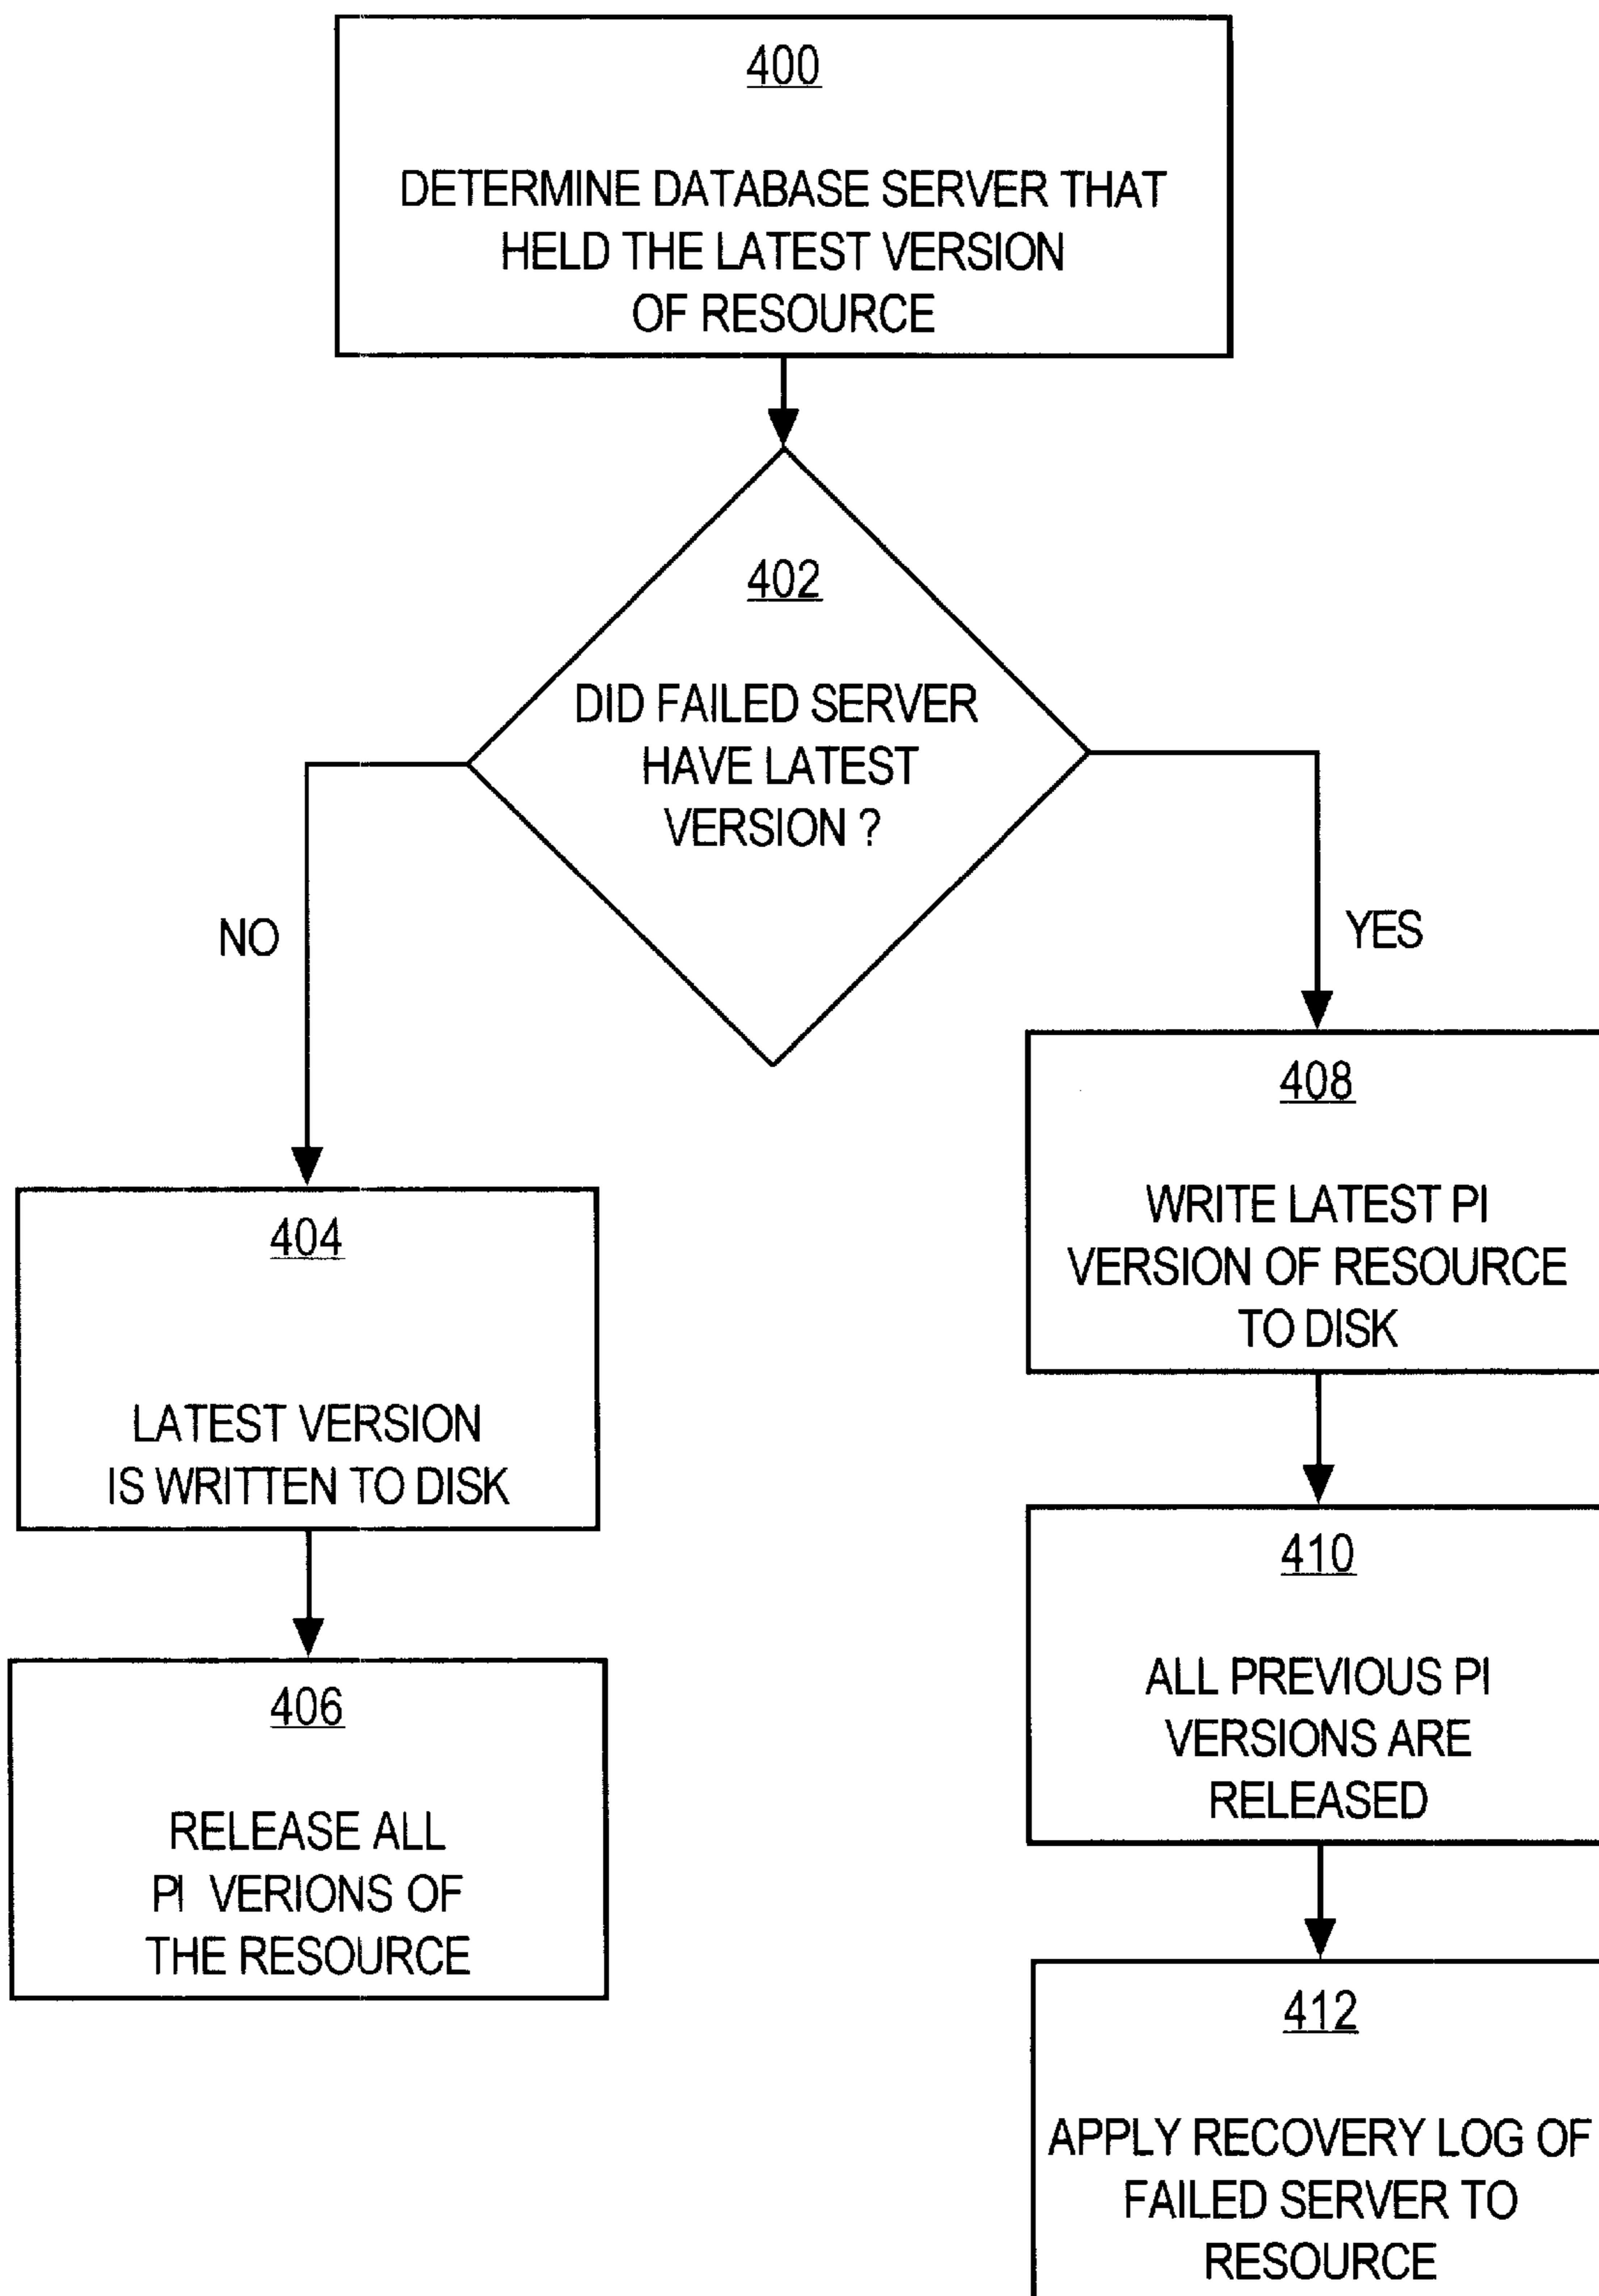 400
DETERMINE DATABASE SERVER THAT
HELD THE LATEST VERSION
OF RESOURCE
402
DID FAILED SERVER
HAVE LATEST
VERSION ?
NO
YES
404
LATEST VERSION
IS WRITTEN TO DISK
406
RELEASE ALL
PI VERIONS OF
THE RESOURCE
408
WRITE LATEST PI
VERSION OF RESOURCE
TO DISK
410
ALL PREVIOUS PI
VERSIONS ARE
RELEASED
412
APPLY RECOVERY LOG OF
FAILED SERVER TO
RESOURCE